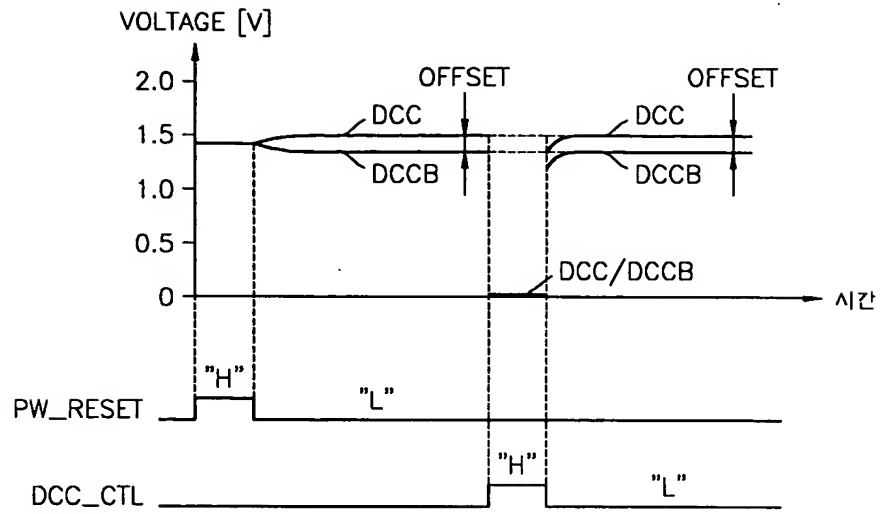 VOLTAGE [V]
2.0
1.5
1.0
0.5
0
OFFSET
OFFSET
DCC
DCC
DCCB
DCCB
DCC/DCCB
시간
PW_RESET
"H"
"L"
DCC_CTL
"H"
"L"